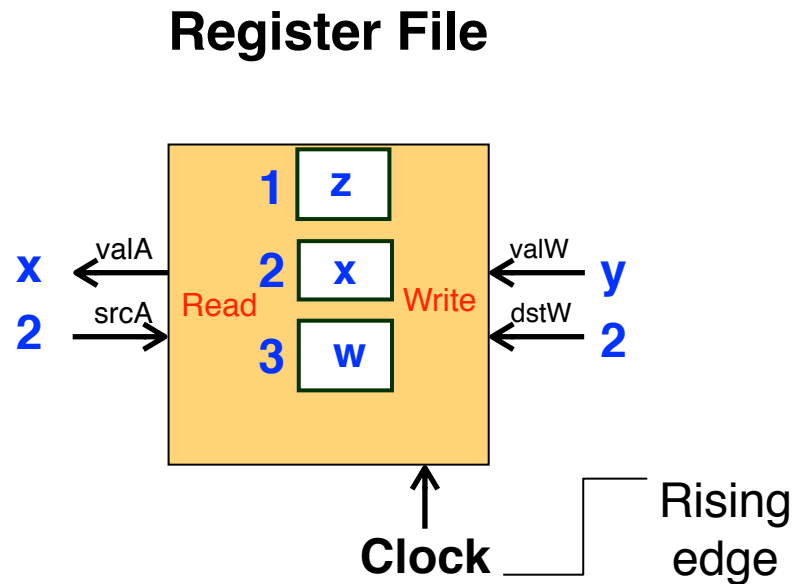 Register File
1 z
valA valW
x 2 x y
Read Write
srcA dstW
2 3 w 2
Rising
Clock edge